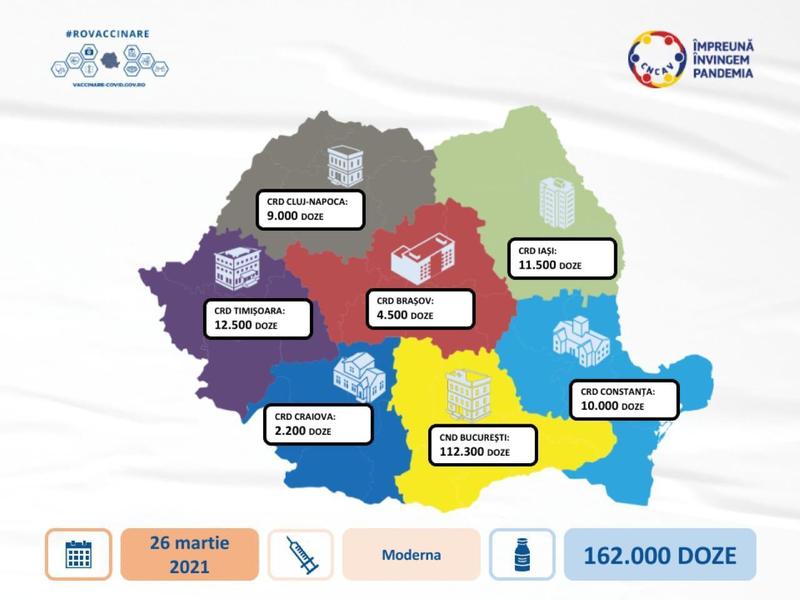 #ROVACCINARE
VACCINARE-COVID.GOV.RO
CNCAV
ÎMPREUNĂ
ÎNVINGEM
PANDEMIA
CRD CLUJ-NAPOCA:
9.000 DOZE
CRD IAȘI:
11.500 DOZE
CRD TIMIȘOARA:
12.500 DOZE
CRD BRAȘOV:
4.500 DOZE
CRD CONSTANȚA:
10.000 DOZE
CRD CRAIOVA:
2.200 DOZE
CND BUCUREȘTI:
112.300 DOZE
26 martie
2021
Moderna
162.000 DOZE